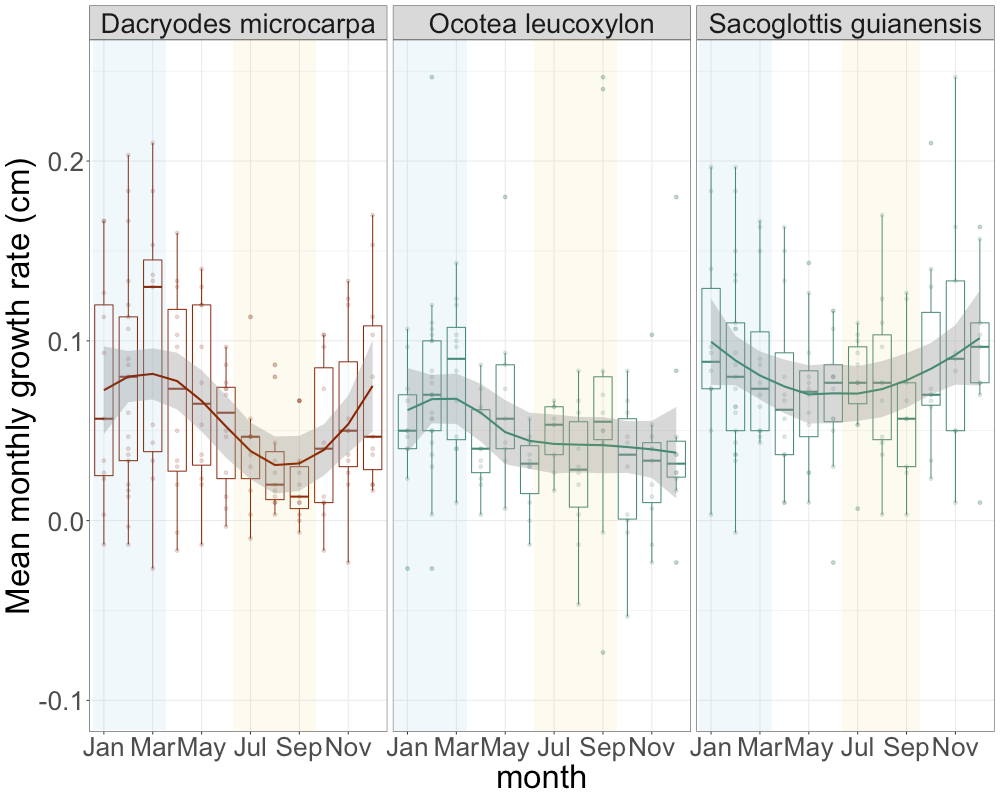 Dacryodes microcarpa
Ocotea leucoxylon
Sacoglottis guianensis
Mean monthly growth rate (cm)
0.2
0.1
0.0
-0.1
Jan Mar May Jul Sep Nov
Jan Mar May Jul Sep Nov
Jan Mar May Jul Sep Nov
month